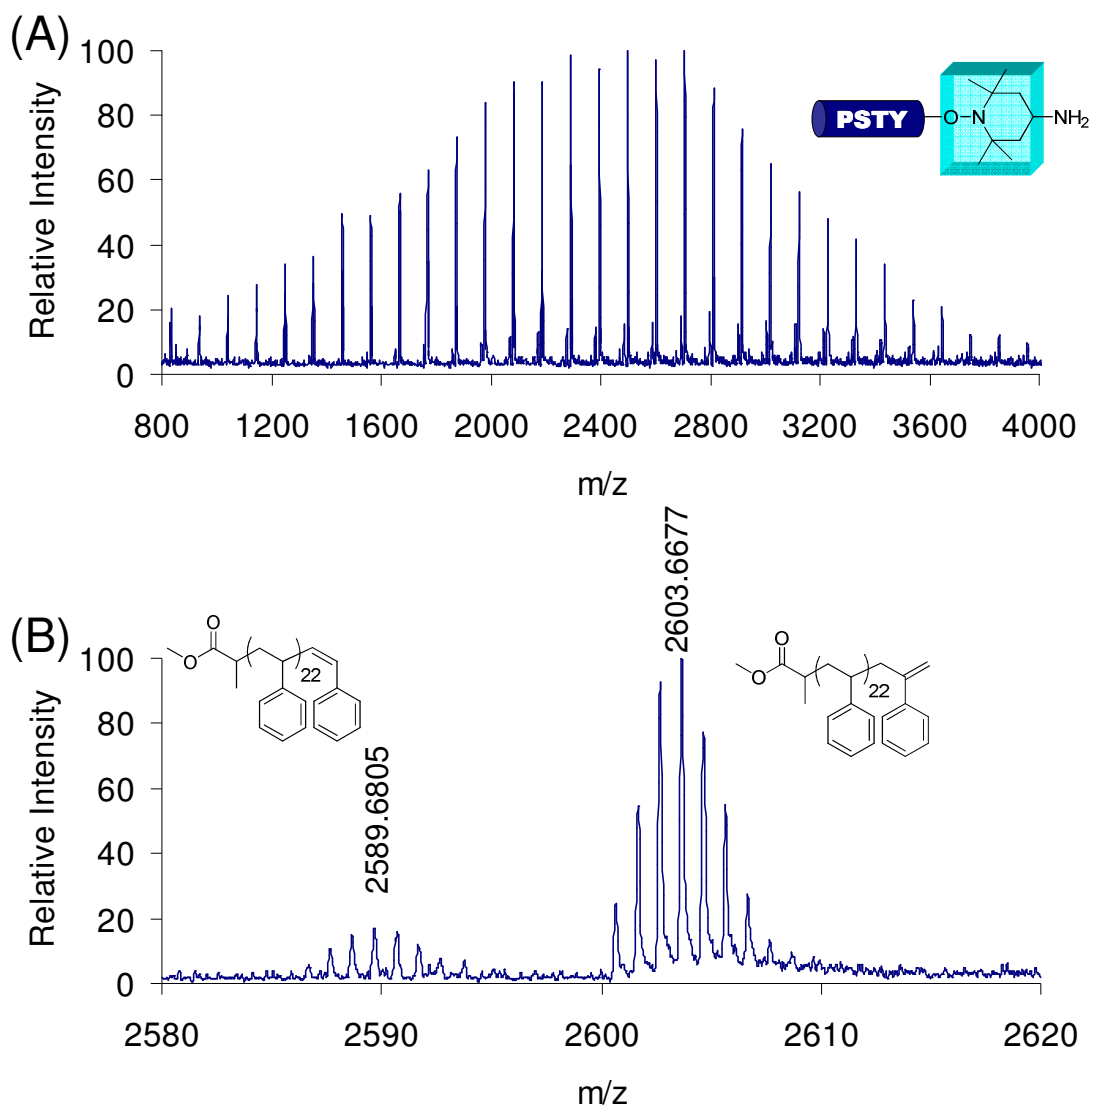 (A)
100
80
60
40
20
0
Relative Intensity
PSTY
O
N
NH2
800 1200 1600 2000 2400 2800 3200 3600 4000
m/z
(B)
100
80
60
40
20
0
Relative Intensity
O
O
22
2589.6805
2603.6677
O
O
22
2580 2590 2600 2610 2620
m/z